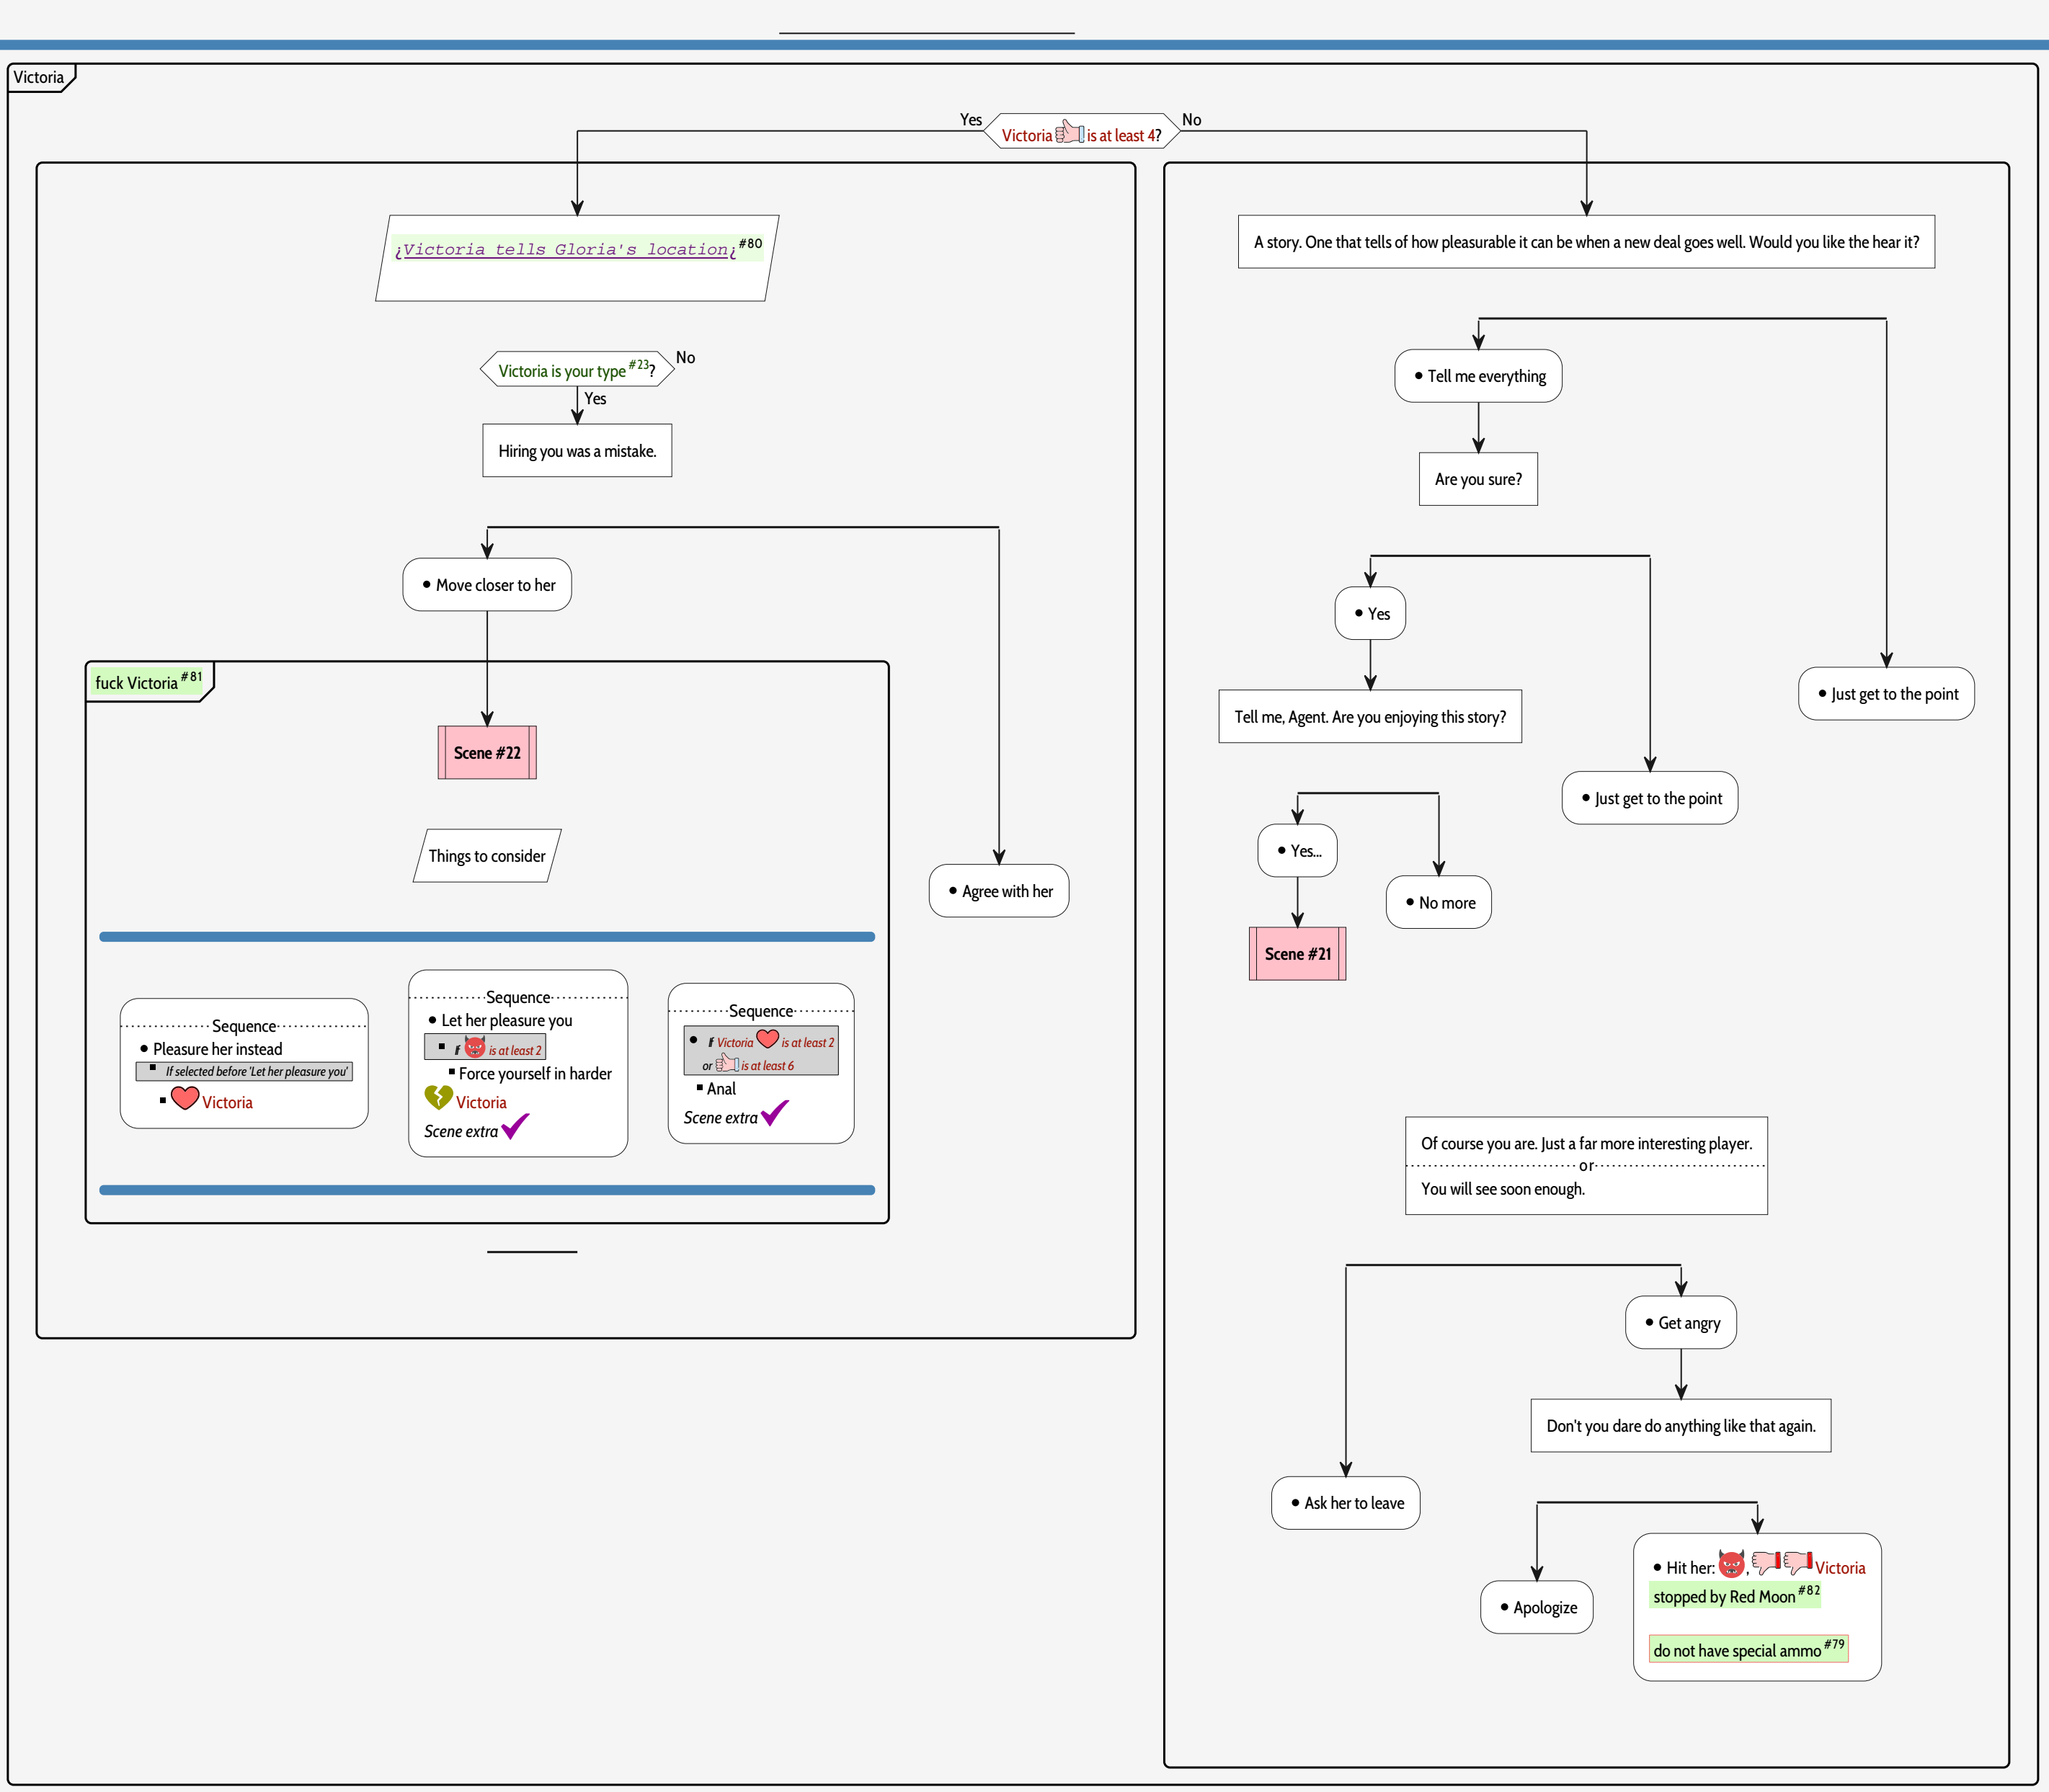 Victoria
Yes
Victoria is at least 4?
No
¿Victoria tells Gloria's location¿#80
Victoria is your type #23?
No
Yes
Hiring you was a mistake.
• Move closer to her
fuck Victoria #81
Scene #22
Things to consider
Sequence
• Pleasure her instead
▪ If selected before 'Let her pleasure you'
▪ Victoria
Sequence
• Let her pleasure you
▪ If is at least 2
▪ Force yourself in harder
Victoria
Scene extra
Sequence
• If Victoria is at least 2
or is at least 6
▪ Anal
Scene extra
• Agree with her
A story. One that tells of how pleasurable it can be when a new deal goes well. Would you like the hear it?
• Tell me everything
Are you sure?
• Yes
Tell me, Agent. Are you enjoying this story?
• Yes...
Scene #21
• No more
• Just get to the point
• Just get to the point
Of course you are. Just a far more interesting player.
or
You will see soon enough.
• Get angry
Don't you dare do anything like that again.
• Ask her to leave
• Apologize
• Hit her: , Victoria
stopped by Red Moon #82
do not have special ammo #79